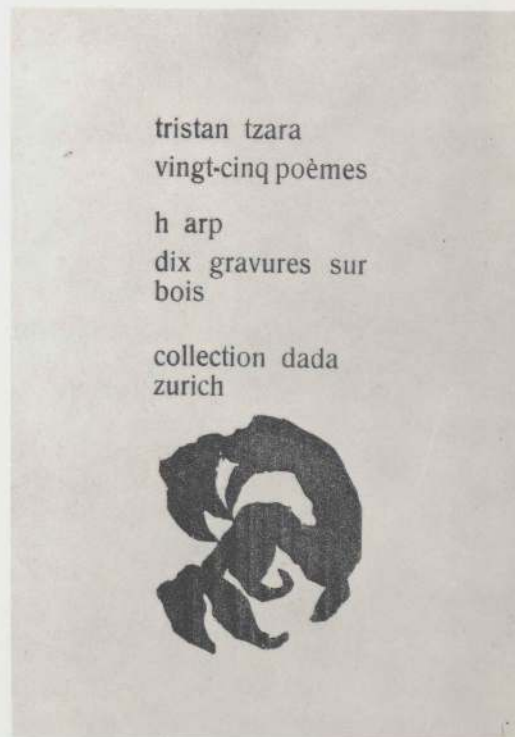 tristan tzara
vingt-cinq poèmes
h arp
dix gravures sur
bois
collection dada
zurich